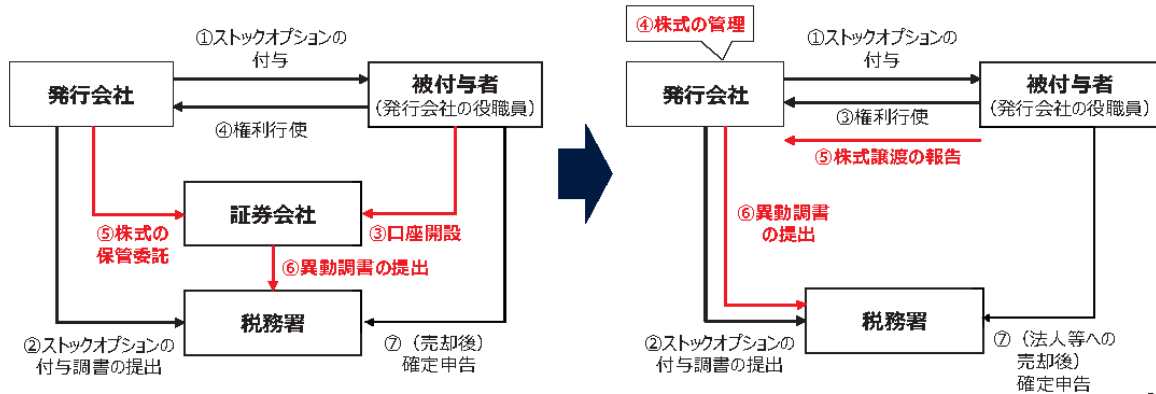 ①ストックオプションの
付与
発行会社
被付与者
(発行会社の役職員)
④権利行使
証券会社
⑤株式の
保管委託
③口座開設
⑥異動調書の提出
税務署
②ストックオプションの
付与調書の提出
⑦（売却後）
確定申告
④株式の管理
①ストックオプションの
付与
発行会社
被付与者
(発行会社の役職員)
③権利行使
⑤株式譲渡の報告
⑥異動調書
の提出
税務署
②ストックオプションの
付与調書の提出
⑦（法人等への
売却後）
確定申告